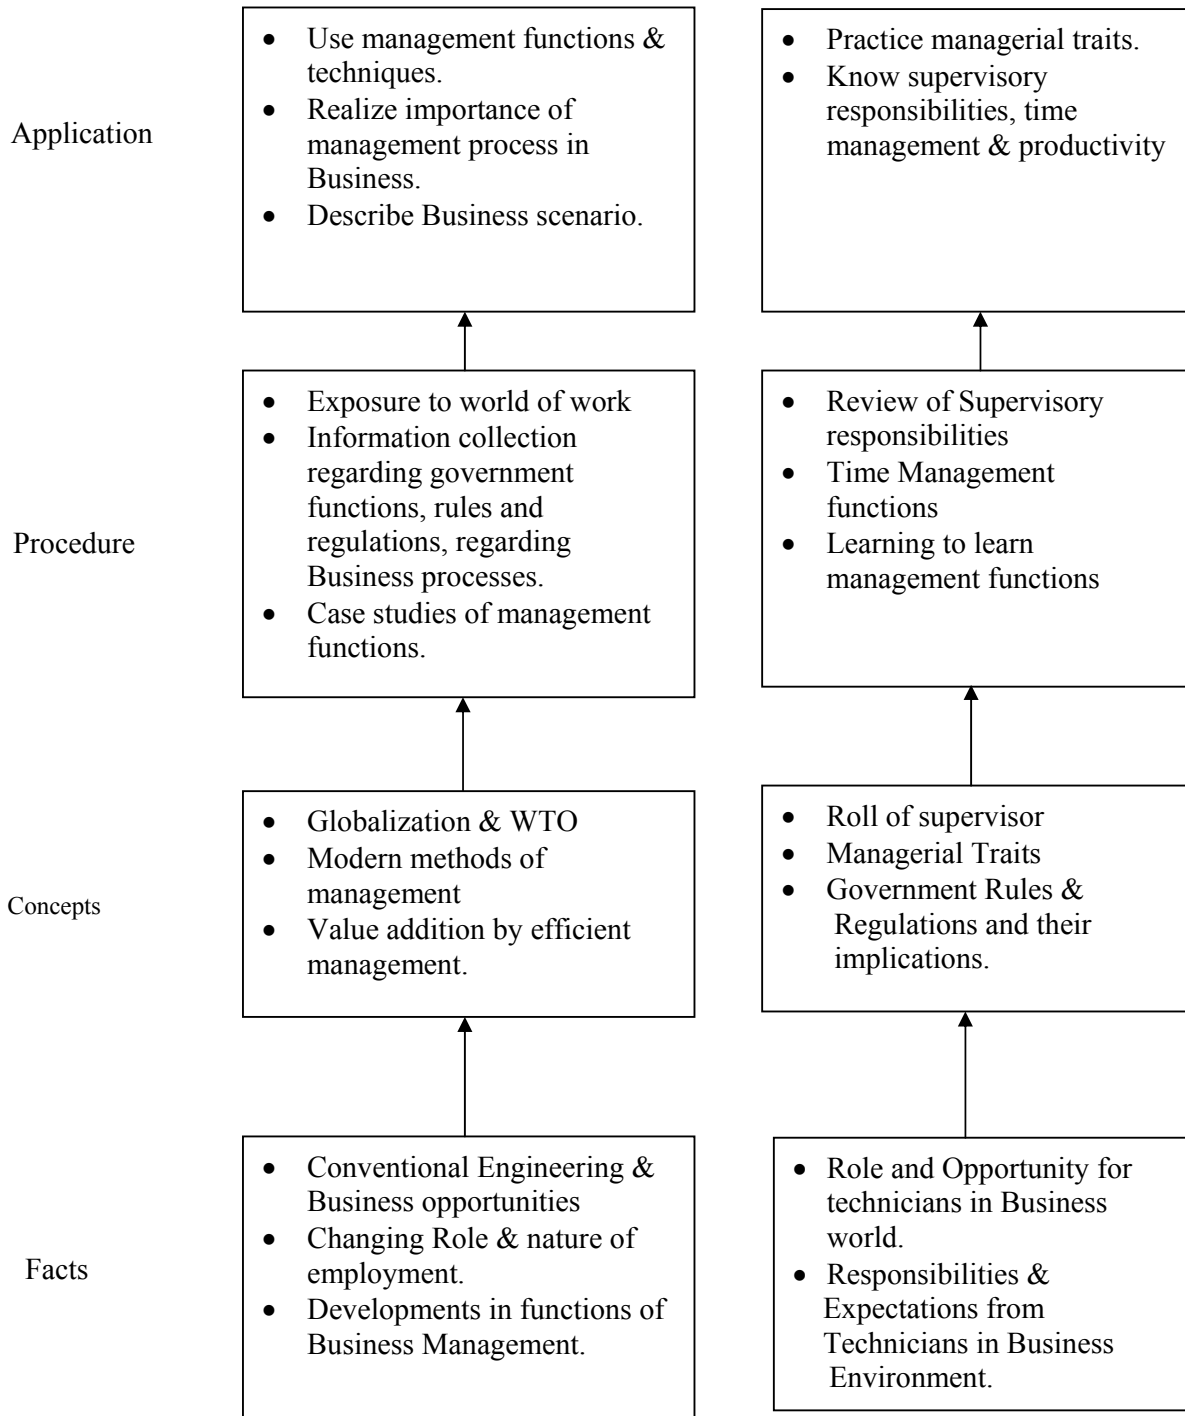 Application
• Use management functions &
techniques.
• Realize importance of
management process in
Business.
• Describe Business scenario.
• Practice managerial traits.
• Know supervisory
responsibilities, time
management & productivity
Procedure
• Exposure to world of work
• Information collection
regarding government
functions, rules and
regulations, regarding
Business processes.
• Case studies of management
functions.
• Review of Supervisory
responsibilities
• Time Management
functions
• Learning to learn
management functions
Concepts
• Globalization & WTO
• Modern methods of
management
• Value addition by efficient
management.
• Roll of supervisor
• Managerial Traits
• Government Rules &
Regulations and their
implications.
Facts
• Conventional Engineering &
Business opportunities
• Changing Role & nature of
employment.
• Developments in functions of
Business Management.
• Role and Opportunity for
technicians in Business
world.
• Responsibilities &
Expectations from
Technicians in Business
Environment.